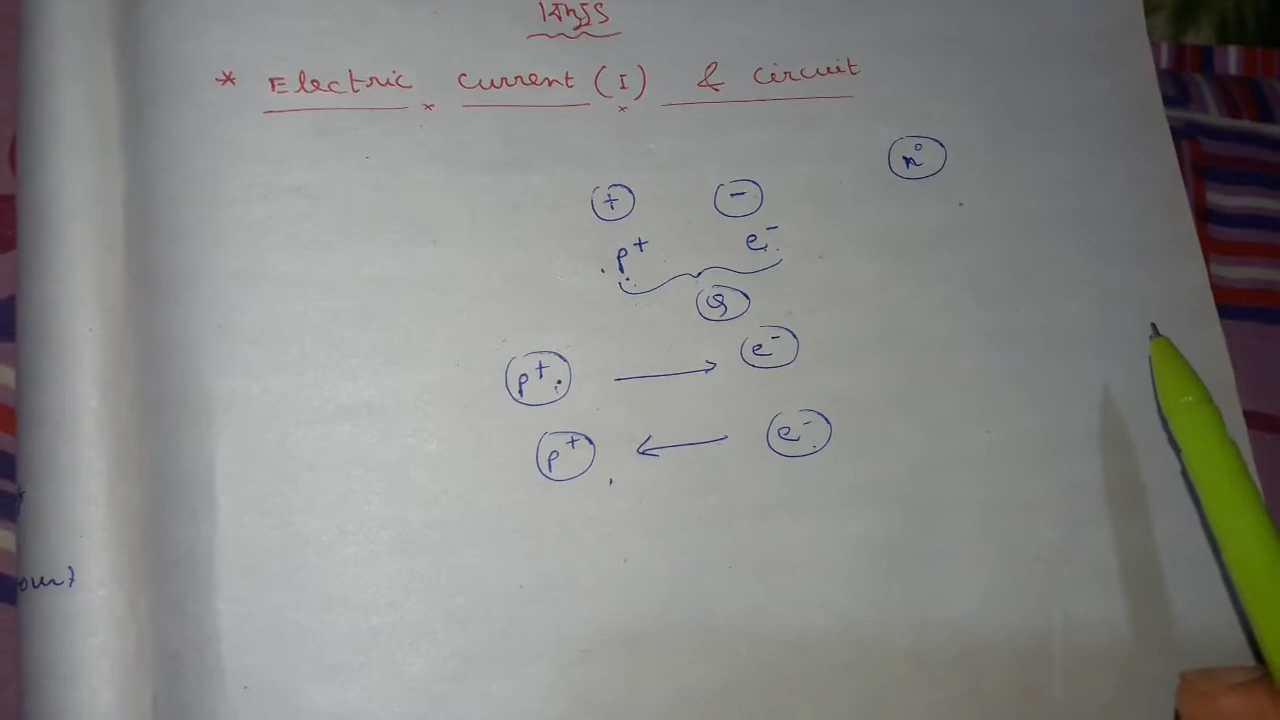 * Electric current (I) & circuit
n°
+ -
p+ e-
Q
p+ → e-
p+ ← e-